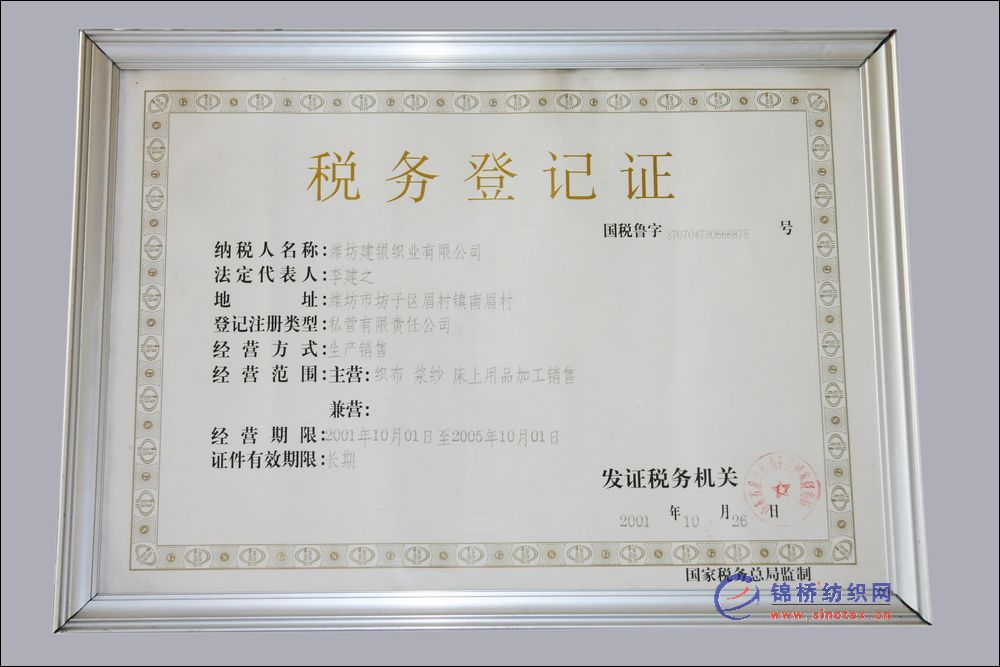 税务登记证
国税鲁字 370704730666875 号
纳税人名称:潍坊建银织业有限公司
法定代表人:李建之
地址:潍坊市坊子区眉村镇南眉村
登记注册类型:私营有限责任公司
经营方式:生产销售
经营范围:主营:织布 浆纱 床上用品加工销售
兼营:
经营期限:2001年10月01日至2005年10月01日
证件有效期限:长期
发证税务机关
2001 年 10 月 26 日
国家税务总局监制
锦桥纺织网
www.sinotex.cn